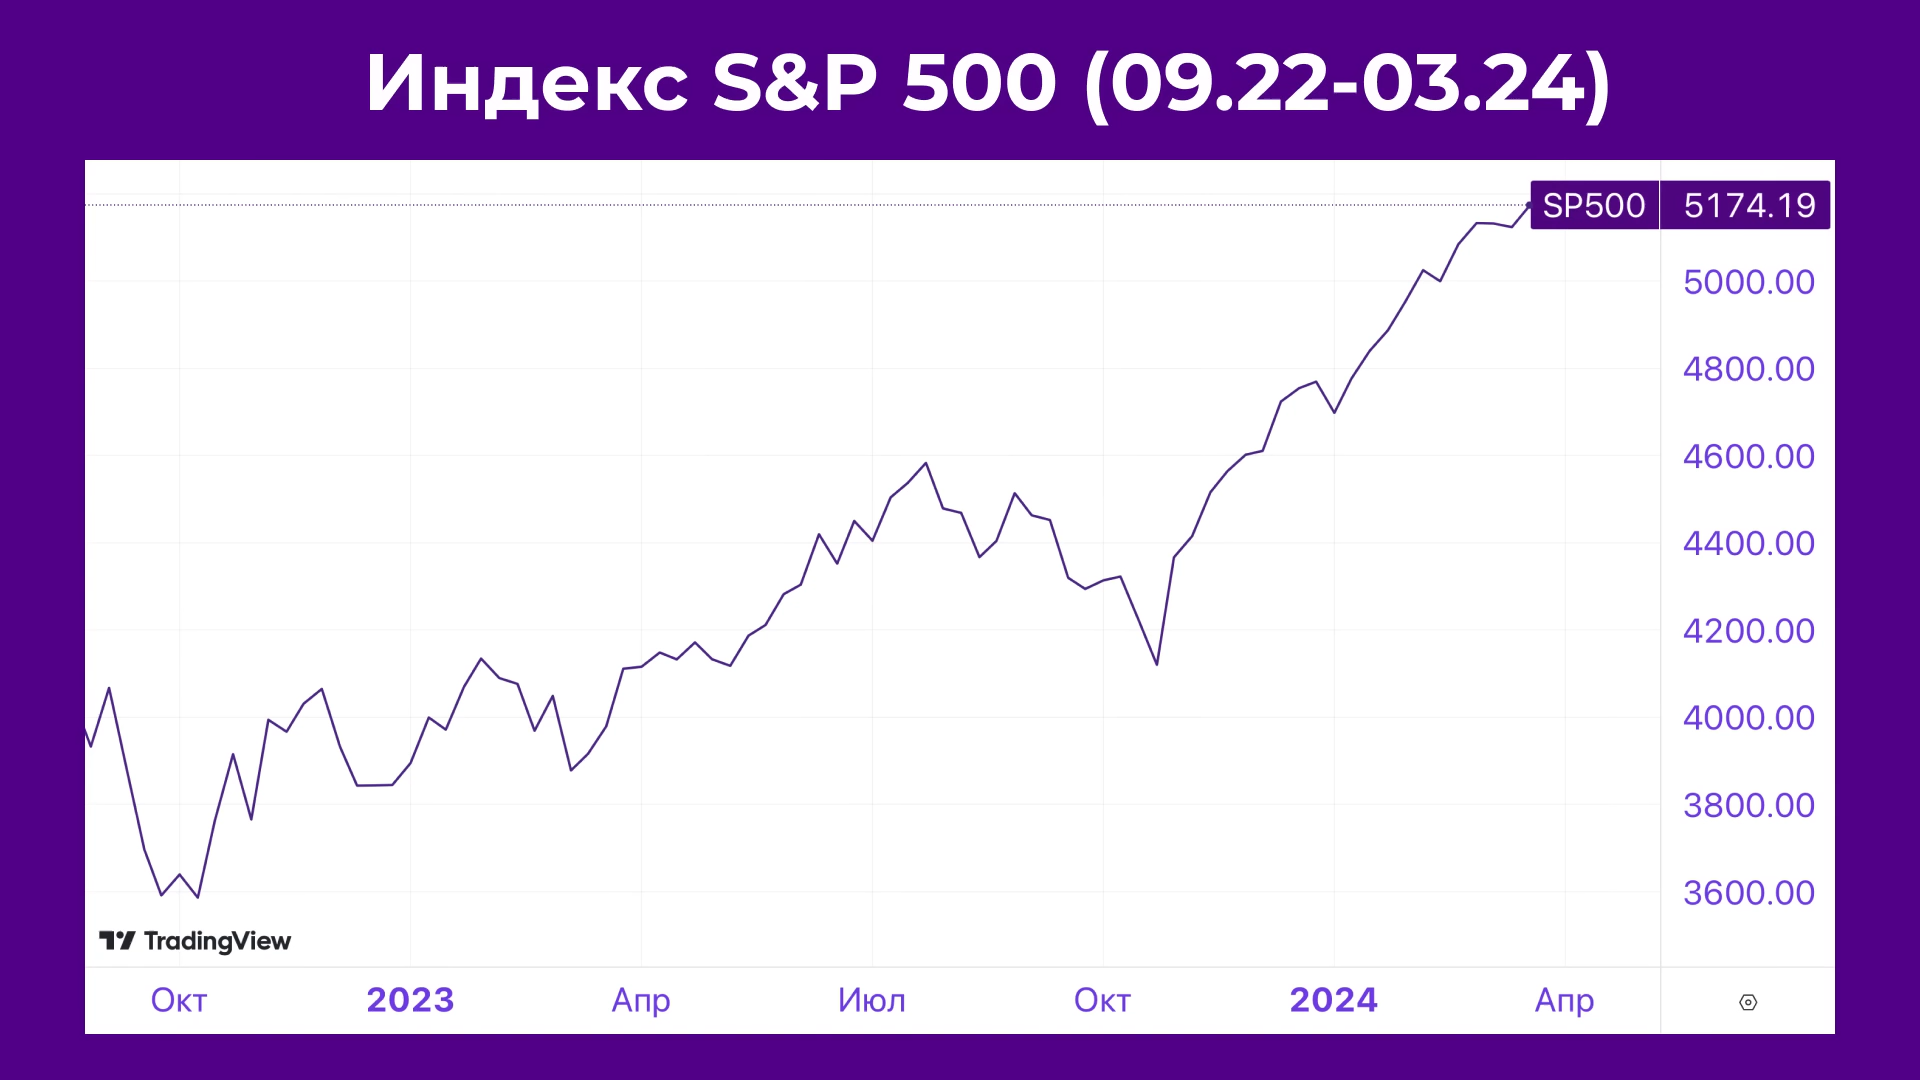 Индекс S&P 500 (09.22-03.24)
SP500 5174.19
5000.00
4800.00
4600.00
4400.00
4200.00
4000.00
3800.00
3600.00
TradingView
Окт 2023 Апр Июл Окт 2024 Апр